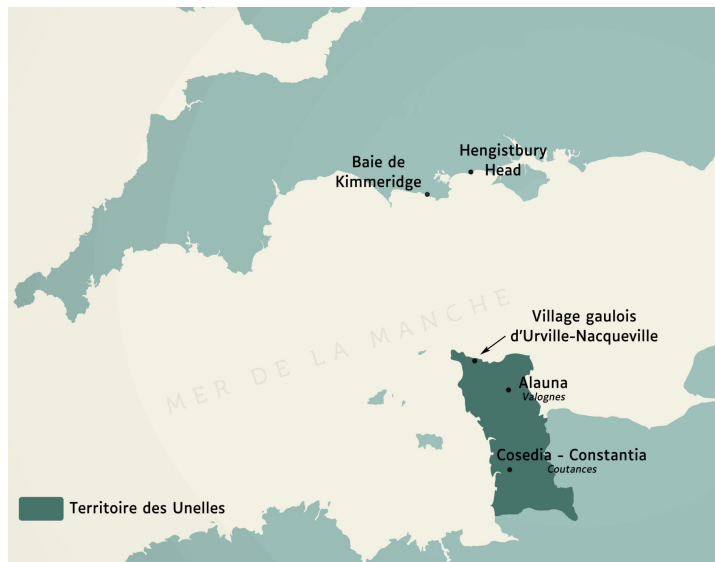 Hengistbury
Head
Baie de
Kimmeridge
MER DE LA MANCHE
Village gaulois
d'Urville-Nacqueville
Alauna
Valognes
Cosedia - Constantia
Coutances
Territoire des Unelles